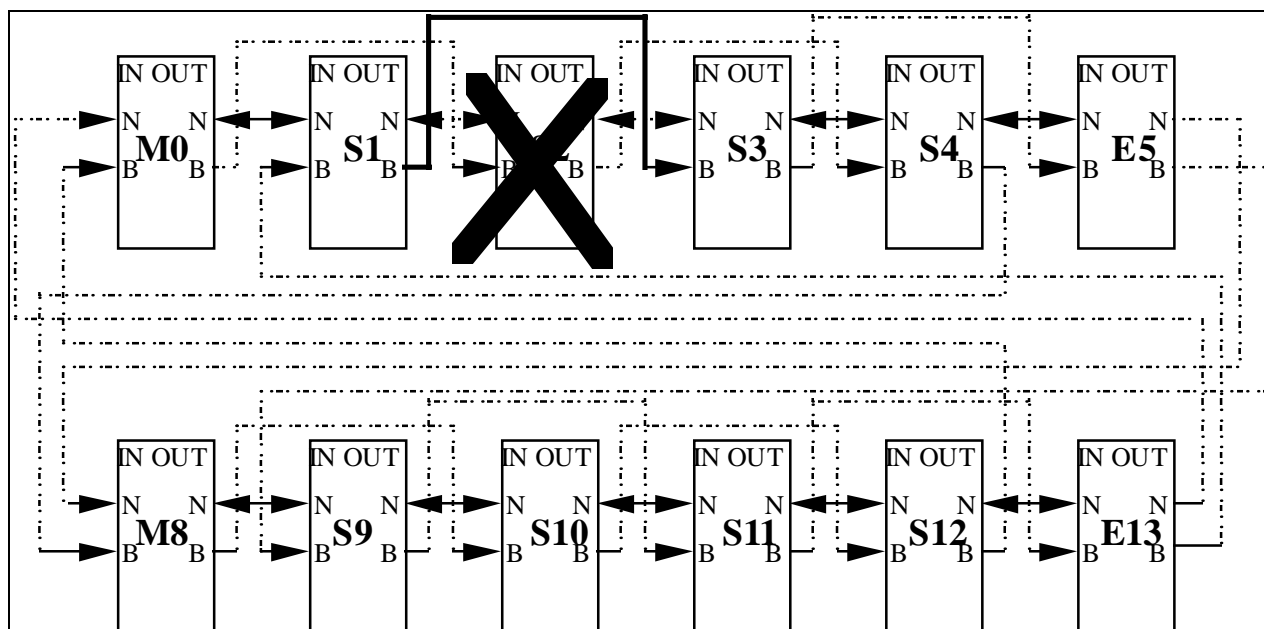 IN OUT IN OUT IN OUT IN OUT IN OUT IN OUT
N N N N N N N N N N
M0 S1 S3 S4 E5
B B B B B B B B B B B B
IN OUT IN OUT IN OUT IN OUT IN OUT IN OUT
N N N N N N N N N N N N
M8 S9 S10 S11 S12 E13
B B B B B B B B B B B B